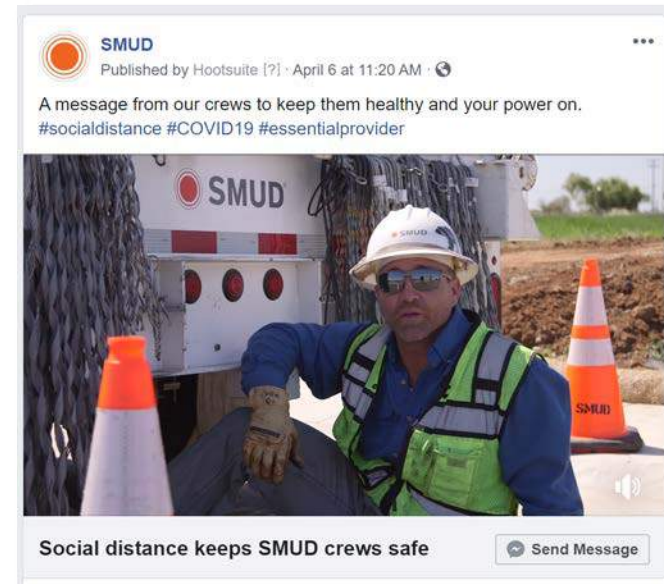 SMUD
Published by Hootsuite [?] · April 6 at 11:20 AM ·
A message from our crews to keep them healthy and your power on.
#socialdistance #COVID19 #essentialprovider
SMUD
SMUD
SMUD
Social distance keeps SMUD crews safe
Send Message